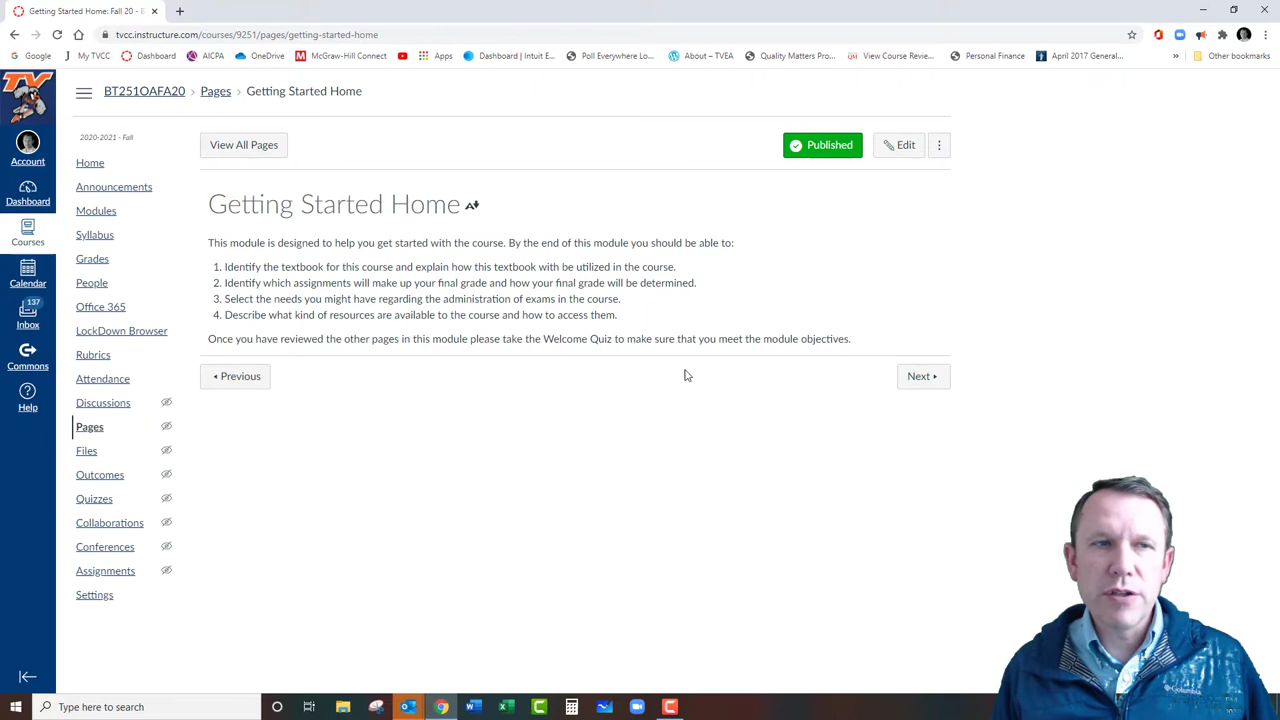 Getting Started Home: Fall 20 - E
tvcc.instructure.com/courses/9251/pages/getting-started-home
Google
My TVCC
Dashboard
AICPA
OneDrive
McGraw-Hill Connect
Apps
Dashboard | Intuit E...
Poll Everywhere Lo...
About – TVEA
Quality Matters Pro...
View Course Revie...
Personal Finance
April 2017 General...
»
Other bookmarks
TV
Account
Dashboard
Courses
Calendar
137
Inbox
Commons
Help
BT251OAFA20 › Pages › Getting Started Home
2020-2021 - Fall
Home
Announcements
Modules
Syllabus
Grades
People
Office 365
LockDown Browser
Rubrics
Attendance
Discussions
Pages
Files
Outcomes
Quizzes
Collaborations
Conferences
Assignments
Settings
View All Pages
Published
Edit
Getting Started Home
This module is designed to help you get started with the course. By the end of this module you should be able to:
1. Identify the textbook for this course and explain how this textbook with be utilized in the course.
2. Identify which assignments will make up your final grade and how your final grade will be determined.
3. Select the needs you might have regarding the administration of exams in the course.
4. Describe what kind of resources are available to the course and how to access them.
Once you have reviewed the other pages in this module please take the Welcome Quiz to make sure that you meet the module objectives.
Previous
Next
Columbia
Type here to search